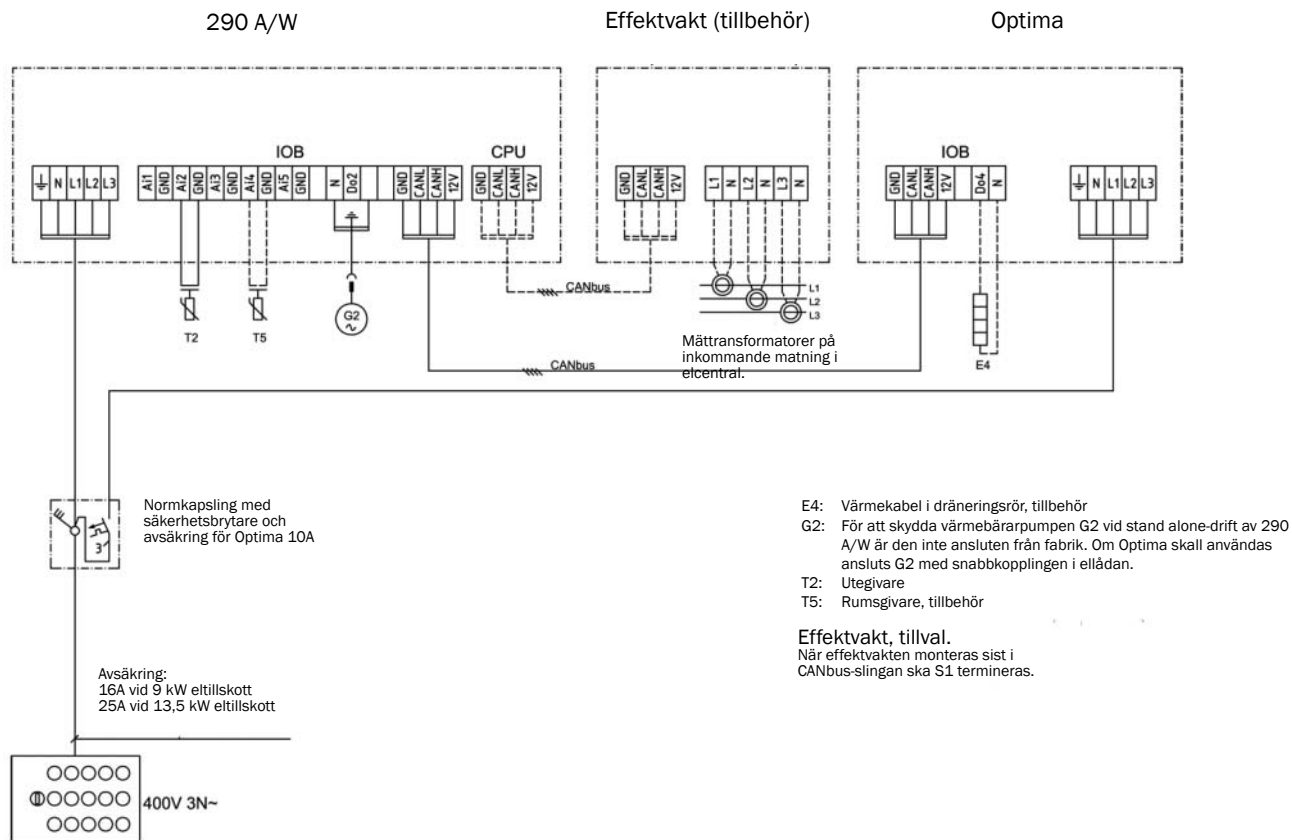 290 A/W
Effektvakt (tillbehör)
Optima
IOB
CPU
IOB
N L1 L2 L3
Ai1 GND Ai2 GND Ai3 GND Ai4 GND Ai5 GND N Do2 GND CANL CANH 12V
GND CANL CANH 12V
GND CANL CANH 12V
L1 N L2 N L3 N
GND CANL CANH 12V Do4 N
N L1 L2 L3
CANbus
L1
L2
L3
G2
~
T2
T5
E4
Mättransformatorer på
inkommande matning i
elcentral.
CANbus
Normkapsling med
säkerhetsbrytare och
avsäkring för Optima 10A
3
E4: Värmekabel i dräneringsrör, tillbehör
G2: För att skydda värmebärarpumpen G2 vid stand alone-drift av 290
A/W är den inte ansluten från fabrik. Om Optima skall användas
ansluts G2 med snabbkopplingen i ellådan.
T2: Utegivare
T5: Rumsgivare, tillbehör
Effektvakt, tillval.
När effektvakten monteras sist i
CANbus-slingan ska S1 termineras.
Avsäkring:
16A vid 9 kW eltillskott
25A vid 13,5 kW eltillskott
400V 3N~